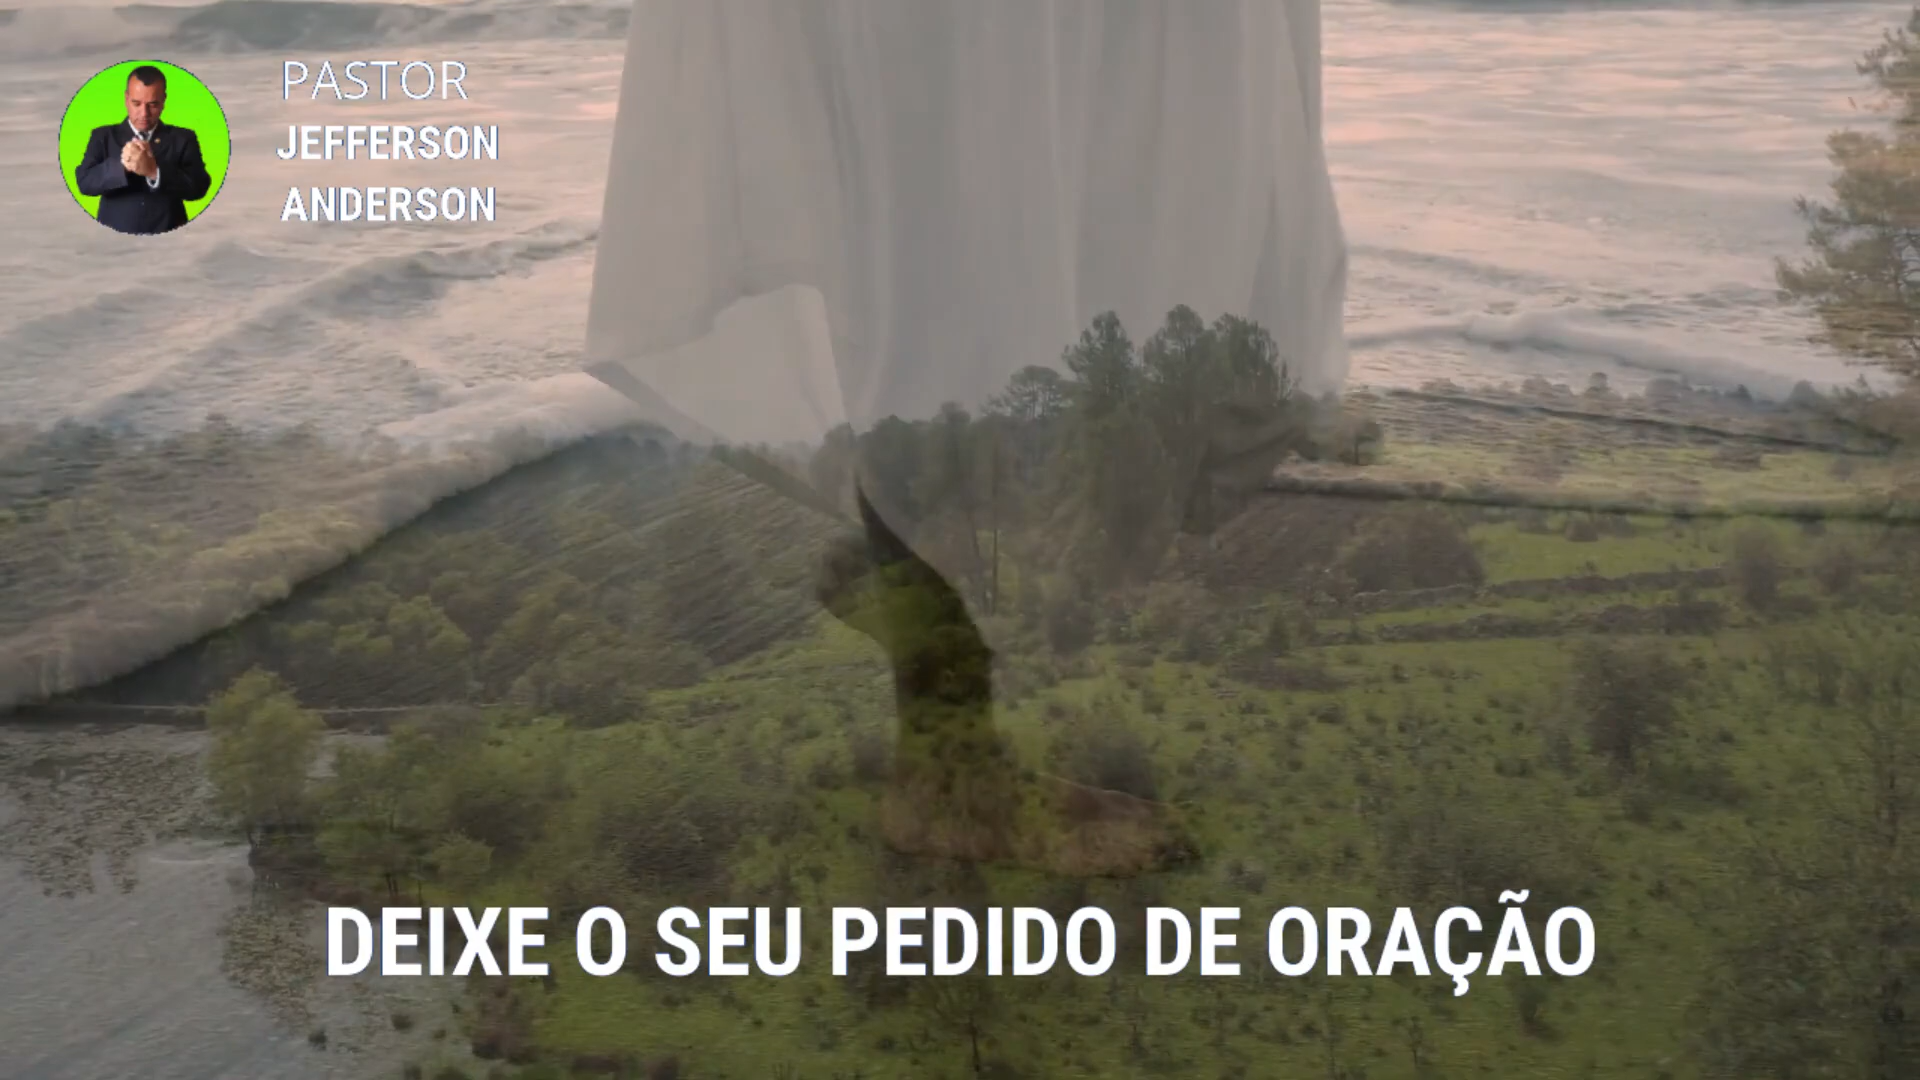 PASTOR
JEFFERSON
ANDERSON
DEIXE O SEU PEDIDO DE ORAÇÃO